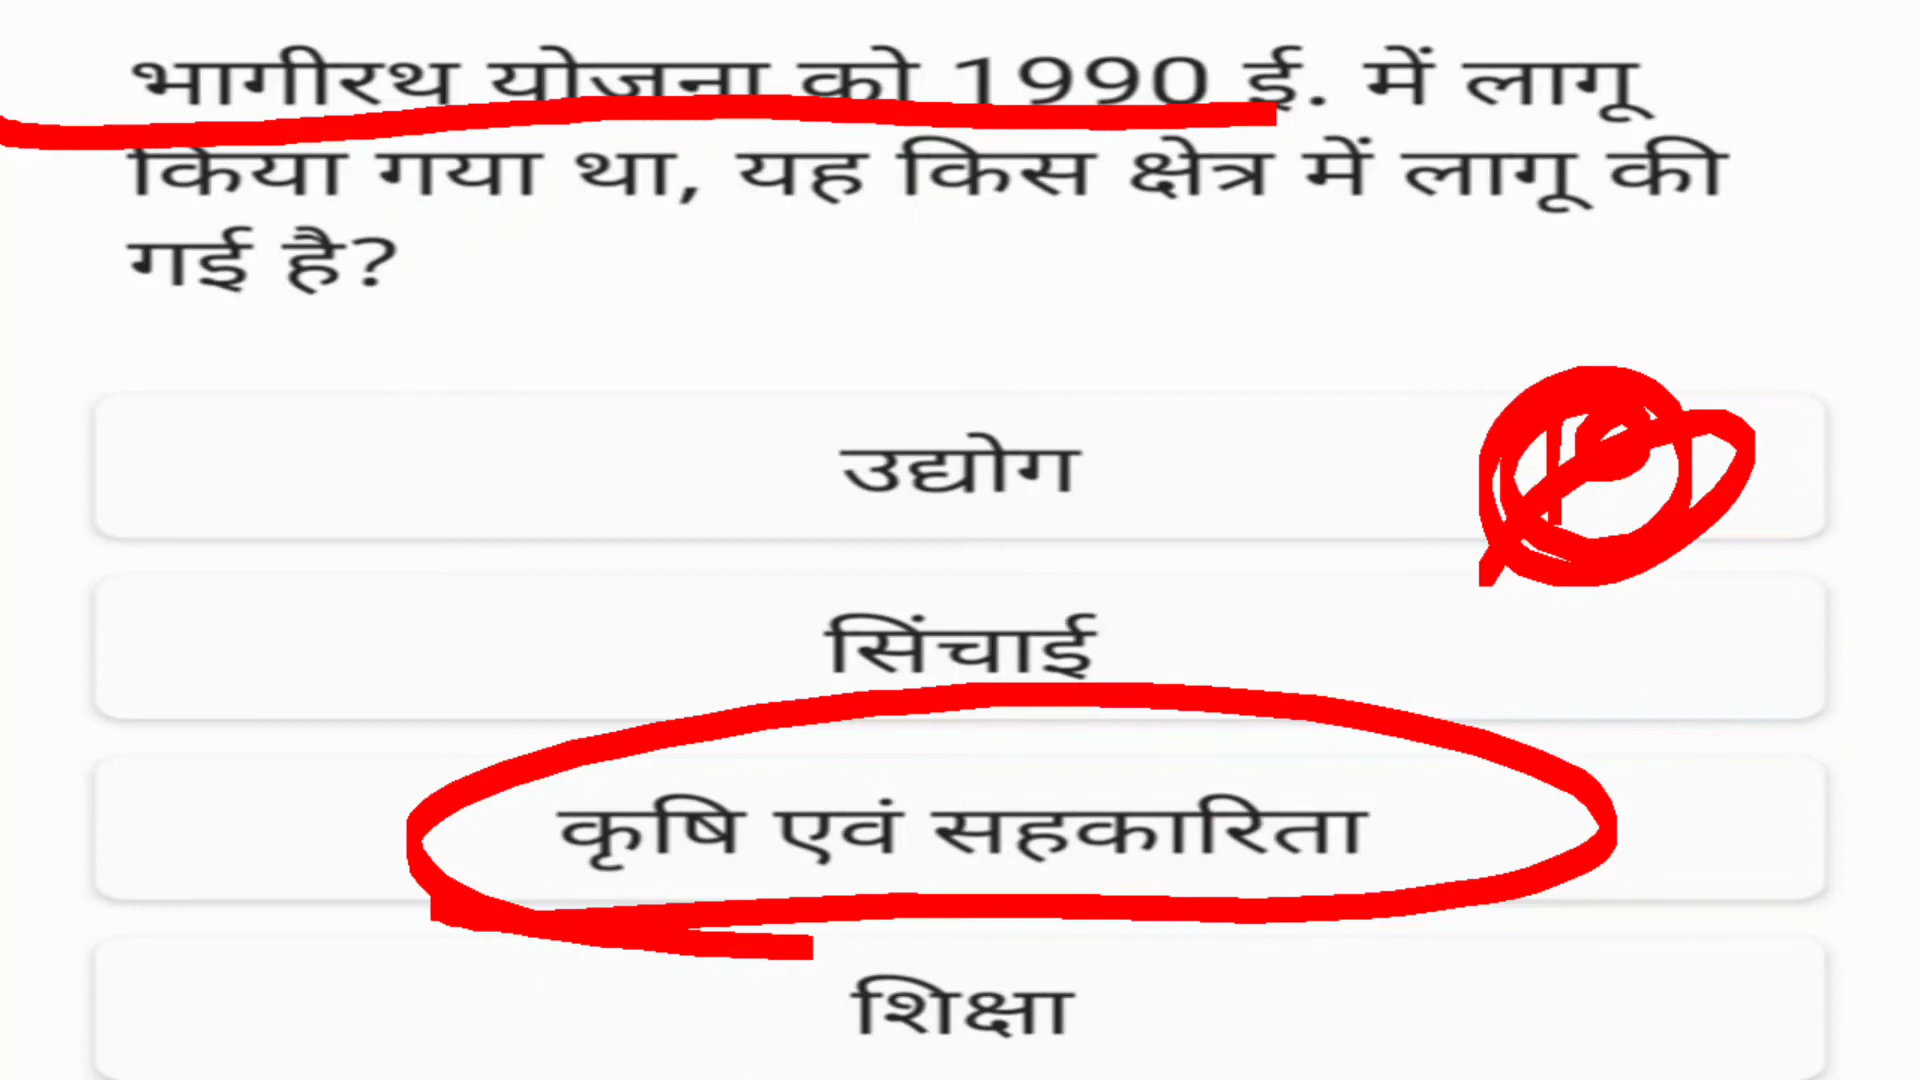 भागीरथ योजना को 1990 ई. में लागू
किया गया था, यह किस क्षेत्र में लागू की
गई है?
उद्योग
सिंचाई
कृषि एवं सहकारिता
शिक्षा